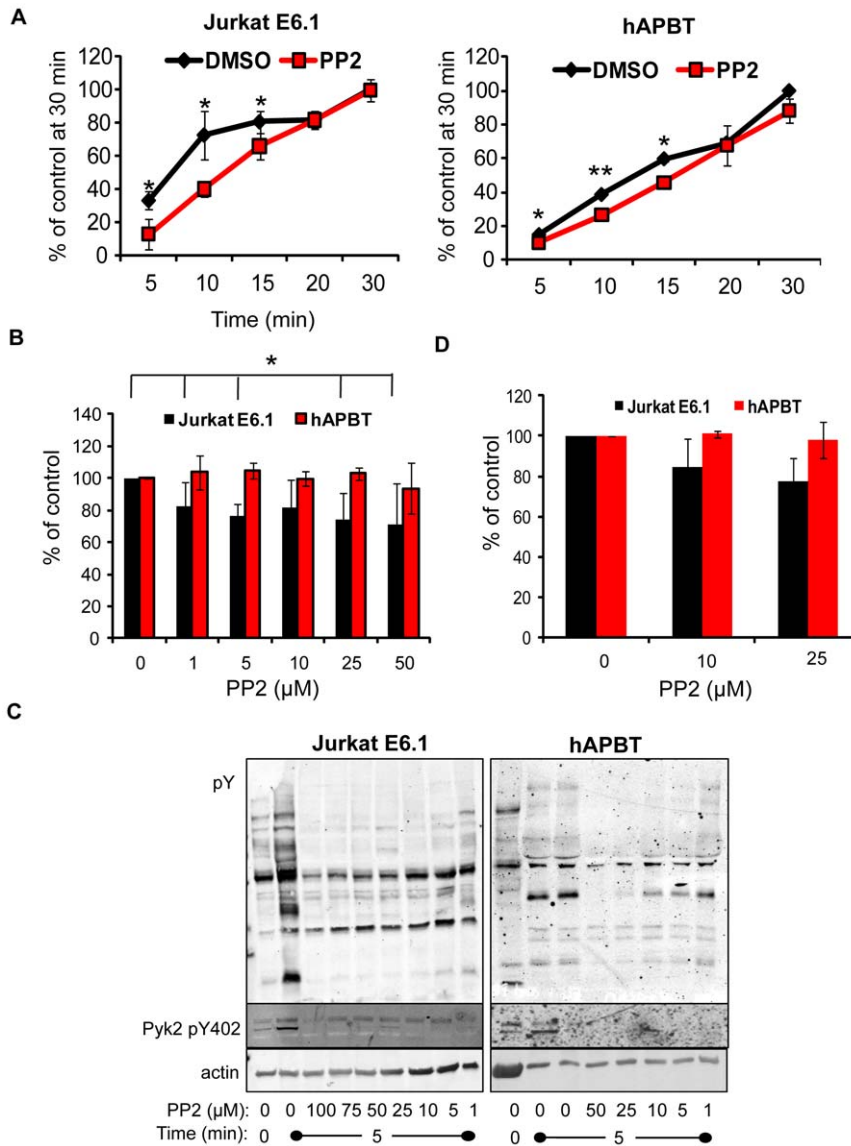 A
Jurkat E6.1
% of control at 30 min
120
100
80
60
40
20
0
DMSO PP2
*
*
*
5 10 15 20 30
Time (min)
hAPBT
% of control at 30 min
120
100
80
60
40
20
0
DMSO PP2
*
**
*
5 10 15 20 30
B
*
% of control
140
120
100
80
60
40
20
0
Jurkat E6.1 hAPBT
0 1 5 10 25 50
PP2 (µM)
D
% of control
120
100
80
60
40
20
0
Jurkat E6.1 hAPBT
0 10 25
PP2 (µM)
C
Jurkat E6.1 hAPBT
pY
Pyk2 pY402
actin
PP2 (µM): 0 0 100 75 50 25 10 5 1 0 0 0 50 25 10 5 1
Time (min): 0 5 0 5